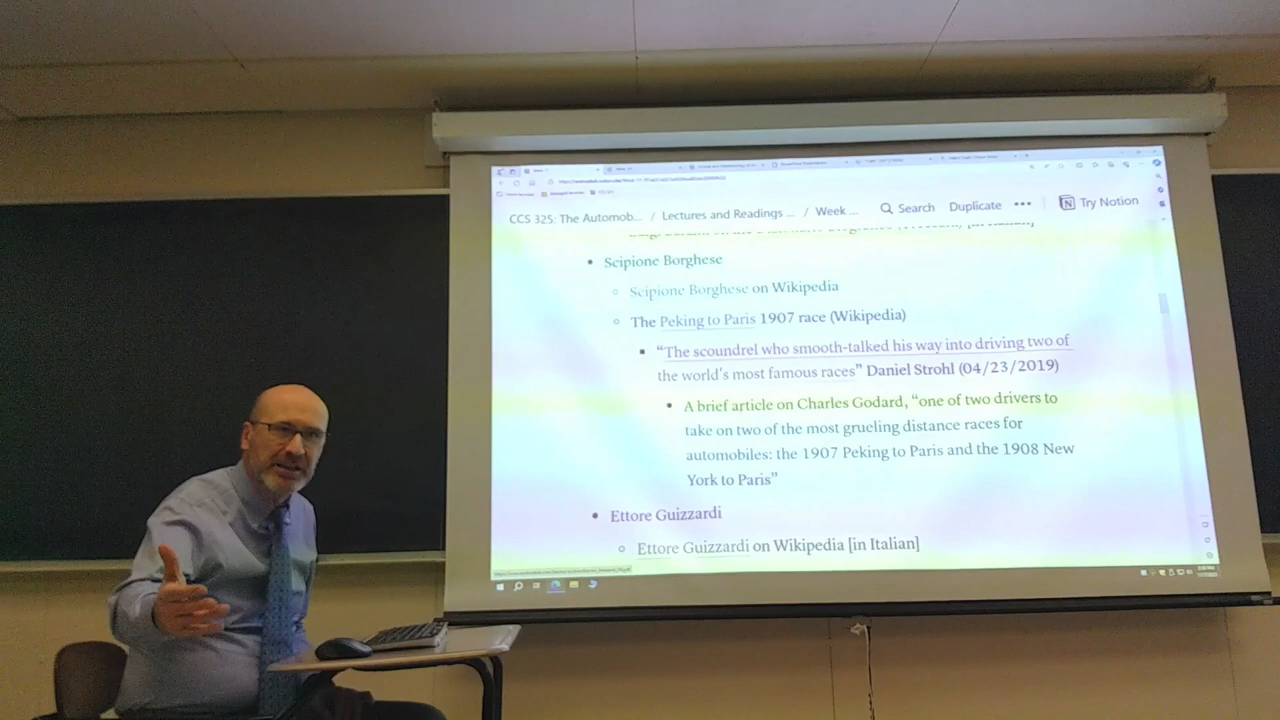 CCS 325: The Automob... / Lectures and Readings ... / Week ... Search Duplicate ••• Try Notion
• Scipione Borghese
○ Scipione Borghese on Wikipedia
○ The Peking to Paris 1907 race (Wikipedia)
▪ “The scoundrel who smooth-talked his way into driving two of
the world's most famous races” Daniel Strohl (04/23/2019)
• A brief article on Charles Godard, “one of two drivers to
take on two of the most grueling distance races for
automobiles: the 1907 Peking to Paris and the 1908 New
York to Paris”
• Ettore Guizzardi
○ Ettore Guizzardi on Wikipedia [in Italian]